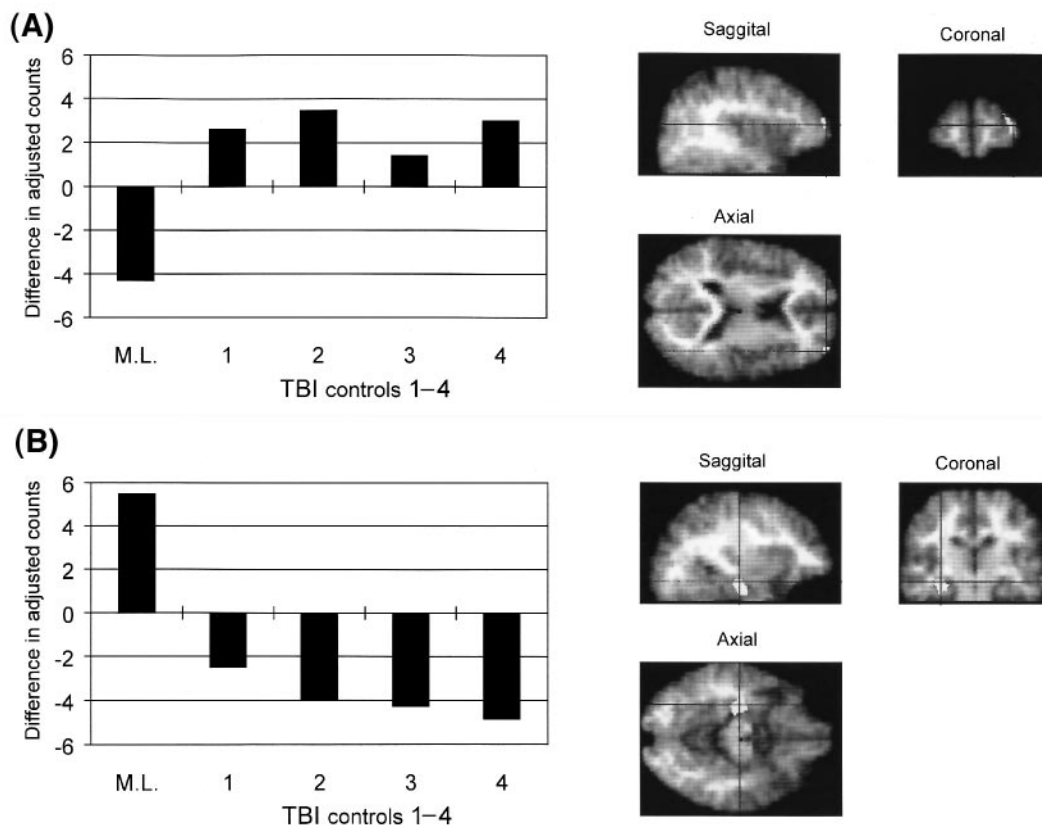 (A)
Difference in adjusted counts
6
4
2
0
-2
-4
-6
M.L. 1 2 3 4
TBI controls 1–4
Saggital
Coronal
Axial
(B)
Difference in adjusted counts
6
4
2
0
-2
-4
-6
M.L. 1 2 3 4
TBI controls 1–4
Saggital
Coronal
Axial